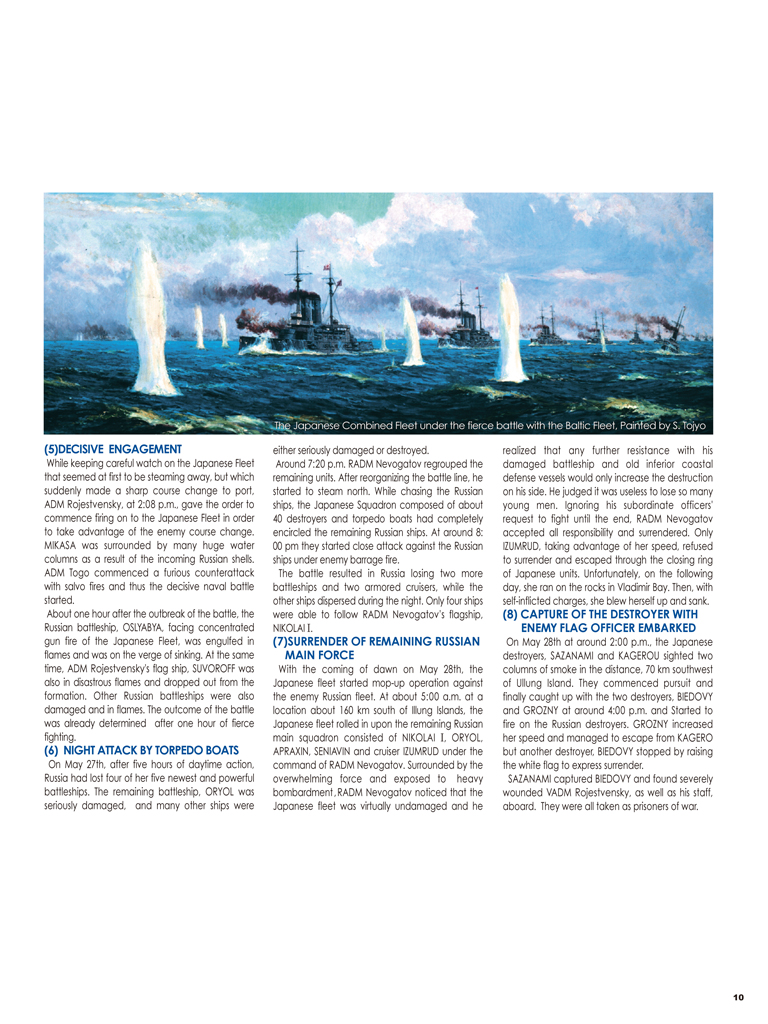 The Japanese Combined Fleet under the fierce battle with the Baltic Fleet, Painted by S. Tojyo
(5)DECISIVE ENGAGEMENT
While keeping careful watch on the Japanese Fleet
that seemed at first to be steaming away, but which
suddenly made a sharp course change to port,
ADM Rojestvensky, at 2:08 p.m., gave the order to
commence firing on to the Japanese Fleet in order
to take advantage of the enemy course change.
MIKASA was surrounded by many huge water
columns as a result of the incoming Russian shells.
ADM Togo commenced a furious counterattack
with salvo fires and thus the decisive naval battle
started.
About one hour after the outbreak of the battle, the
Russian battleship, OSLYABYA, facing concentrated
gun fire of the Japanese Fleet, was engulfed in
flames and was on the verge of sinking. At the same
time, ADM Rojestvensky's flag ship, SUVOROFF was
also in disastrous flames and dropped out from the
formation. Other Russian battleships were also
damaged and in flames. The outcome of the battle
was already determined after one hour of fierce
fighting.
(6) NIGHT ATTACK BY TORPEDO BOATS
On May 27th, after five hours of daytime action,
Russia had lost four of her five newest and powerful
battleships. The remaining battleship, ORYOL was
seriously damaged, and many other ships were
either seriously damaged or destroyed.
Around 7:20 p.m. RADM Nevogatov regrouped the
remaining units. After reorganizing the battle line, he
started to steam north. While chasing the Russian
ships, the Japanese Squadron composed of about
40 destroyers and torpedo boats had completely
encircled the remaining Russian ships. At around 8:
00 pm they started close attack against the Russian
ships under enemy barrage fire.
The battle resulted in Russia losing two more
battleships and two armored cruisers, while the
other ships dispersed during the night. Only four ships
were able to follow RADM Nevogatov's flagship,
NIKOLAI I.
(7)SURRENDER OF REMAINING RUSSIAN
MAIN FORCE
With the coming of dawn on May 28th, the
Japanese fleet started mop-up operation against
the enemy Russian fleet. At about 5:00 a.m. at a
location about 160 km south of Illung Islands, the
Japanese fleet rolled in upon the remaining Russian
main squadron consisted of NIKOLAI I, ORYOL,
APRAXIN, SENIAVIN and cruiser IZUMRUD under the
command of RADM Nevogatov. Surrounded by the
overwhelming force and exposed to heavy
bombardment, RADM Nevogatov noticed that the
Japanese fleet was virtually undamaged and he
realized that any further resistance with his
damaged battleship and old inferior coastal
defense vessels would only increase the destruction
on his side. He judged it was useless to lose so many
young men. Ignoring his subordinate officers'
request to fight until the end, RADM Nevogatov
accepted all responsibility and surrendered. Only
IZUMRUD, taking advantage of her speed, refused
to surrender and escaped through the closing ring
of Japanese units. Unfortunately, on the following
day, she ran on the rocks in Vladimir Bay. Then, with
self-inflicted charges, she blew herself up and sank.
(8) CAPTURE OF THE DESTROYER WITH
ENEMY FLAG OFFICER EMBARKED
On May 28th at around 2:00 p.m., the Japanese
destroyers, SAZANAMI and KAGEROU sighted two
columns of smoke in the distance, 70 km southwest
of Ullung Island. They commenced pursuit and
finally caught up with the two destroyers, BIEDOVY
and GROZNY at around 4:00 p.m. and Started to
fire on the Russian destroyers. GROZNY increased
her speed and managed to escape from KAGERO
but another destroyer, BIEDOVY stopped by raising
the white flag to express surrender.
SAZANAMI captured BIEDOVY and found severely
wounded VADM Rojestvensky, as well as his staff,
aboard. They were all taken as prisoners of war.
10